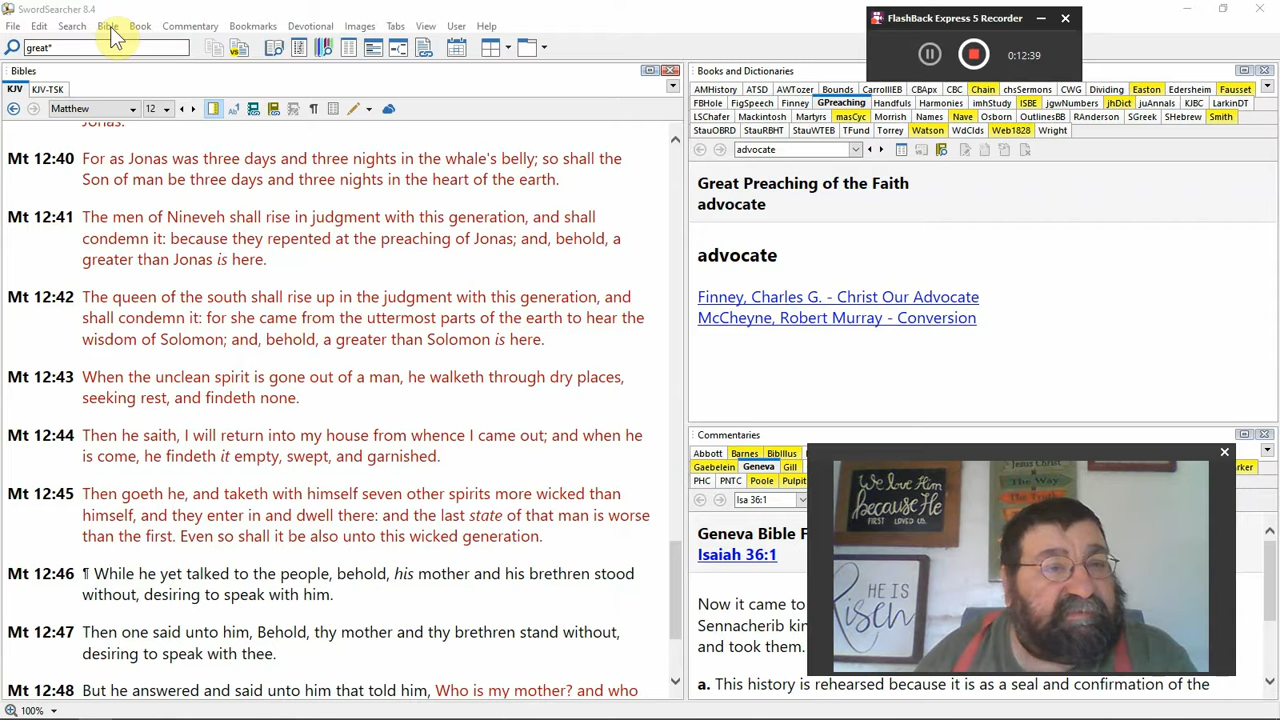 SwordSearcher 8.4
File Edit Search Bible Book Commentary Bookmarks Devotional Images Tabs View User Help
great*
FlashBack Express 5 Recorder
0:12:39
Bibles
KJV KJV-TSK
Matthew 12
Jonas.
Mt 12:40 For as Jonas was three days and three nights in the whale's belly; so shall the
Son of man be three days and three nights in the heart of the earth.
Mt 12:41 The men of Nineveh shall rise in judgment with this generation, and shall
condemn it: because they repented at the preaching of Jonas; and, behold, a
greater than Jonas is here.
Mt 12:42 The queen of the south shall rise up in the judgment with this generation, and
shall condemn it: for she came from the uttermost parts of the earth to hear the
wisdom of Solomon; and, behold, a greater than Solomon is here.
Mt 12:43 When the unclean spirit is gone out of a man, he walketh through dry places,
seeking rest, and findeth none.
Mt 12:44 Then he saith, I will return into my house from whence I came out; and when he
is come, he findeth it empty, swept, and garnished.
Mt 12:45 Then goeth he, and taketh with himself seven other spirits more wicked than
himself, and they enter in and dwell there: and the last state of that man is worse
than the first. Even so shall it be also unto this wicked generation.
Mt 12:46 ¶ While he yet talked to the people, behold, his mother and his brethren stood
without, desiring to speak with him.
Mt 12:47 Then one said unto him, Behold, thy mother and thy brethren stand without,
desiring to speak with thee.
Mt 12:48 But he answered and said unto him that told him, Who is my mother? and who
100%
Books and Dictionaries
AMHistory ATSD AWTozer Bounds CarrollIEB CBApx CBC Chain chsSermons CWG Dividing Easton Edersheim Fausset
FBHole FigSpeech Finney GPreaching Handfuls Harmonies imhStudy ISBE jgwNumbers jhDict juAnnals KJBC LarkinDT
LSChafer Mackintosh Martyrs masCyc Morrish Names Nave Osborn OutlinesBB RAnderson SGreek SHebrew Smith
StauOBRD StauRBHT StauWTEB TFund Torrey Watson WdClds Web1828 Wright
advocate
Great Preaching of the Faith
advocate
advocate
Finney, Charles G. - Christ Our Advocate
McCheyne, Robert Murray - Conversion
Commentaries
Abbott Barnes BibIllus
Gaebelein Geneva Gill
PHC PNTC Poole Pulpit
Isa 36:1
Geneva Bible F
Isaiah 36:1
Now it came to
Sennacherib kin
and took them.
a. This history is rehearsed because it is as a seal and confirmation of the
We love Him
because He
FIRST LOVED US.
HE IS
Risen
Jesus Christ
The Way
The Truth